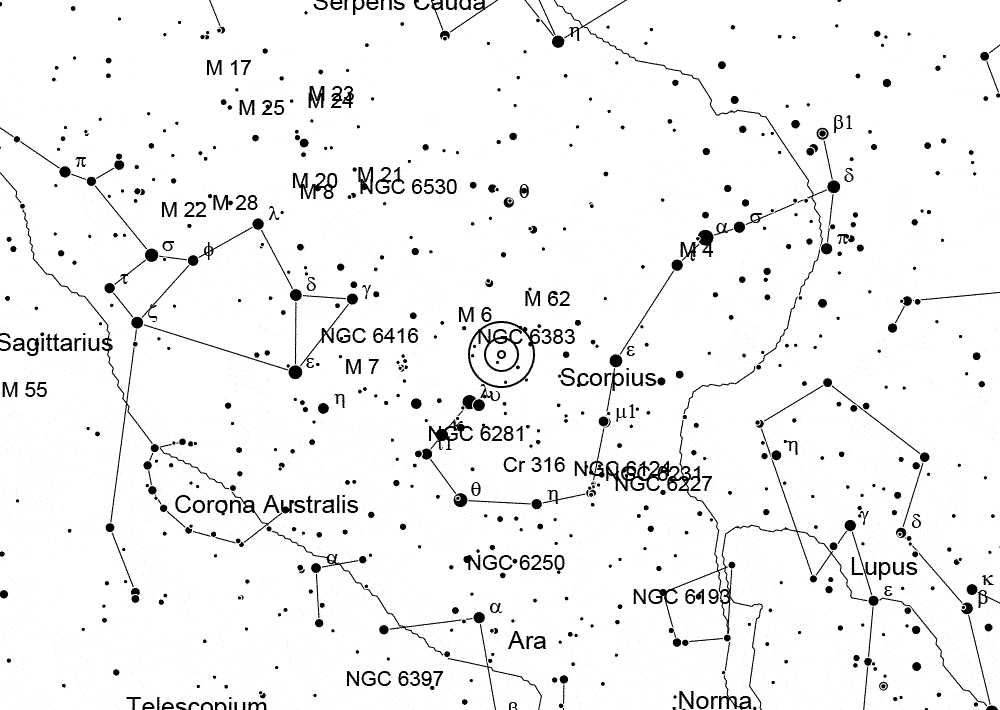 Serpens Cauda
η
M 17
M 23
M 24
M 25
β1
π
M 21
M 20
NGC 6530
M 8
δ
θ
M 28
M 22
λ
α
σ
σ
φ
M 4
π
τ
δ
γ
M 62
ζ
M 6
NGC 6416
NGC 6383
Sagittarius
ε
ε
M 7
Scorpius
M 55
η
λ
υ
μ1
NGC 6281
ι1
η
Cr 316
NGC 6124
NGC 6231
NGC 6227
θ
η
Corona Australis
γ
δ
α
NGC 6250
Lupus
κ
ε
β
NGC 6193
α
Ara
NGC 6397
Telescopium
β
Norma